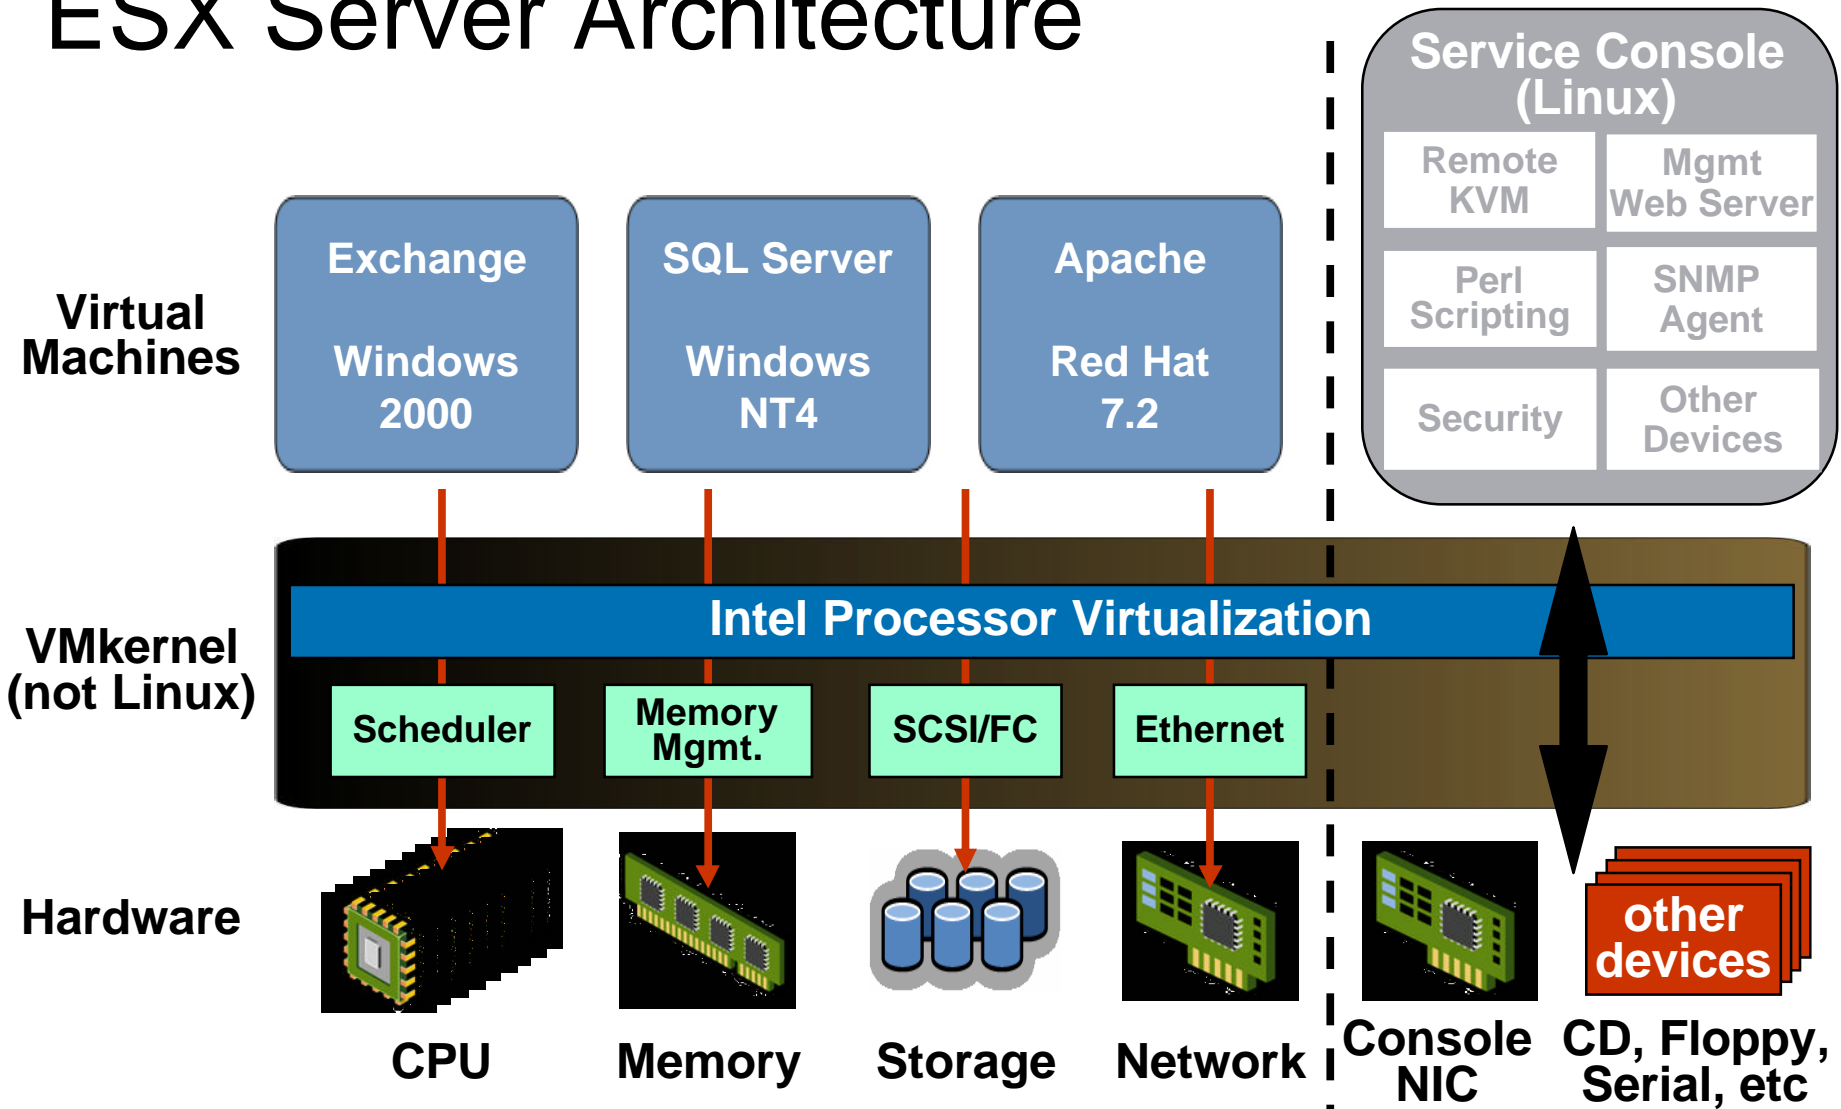 ESX Server Architecture
Service Console
(Linux)
Remote
KVM
Mgmt
Web Server
Perl
Scripting
SNMP
Agent
Security
Other
Devices
Virtual
Machines
Exchange
Windows
2000
SQL Server
Windows
NT4
Apache
Red Hat
7.2
VMkernel
(not Linux)
Intel Processor Virtualization
Scheduler
Memory
Mgmt.
SCSI/FC
Ethernet
Hardware
other
devices
CPU
Memory
Storage
Network
Console
NIC
CD, Floppy,
Serial, etc